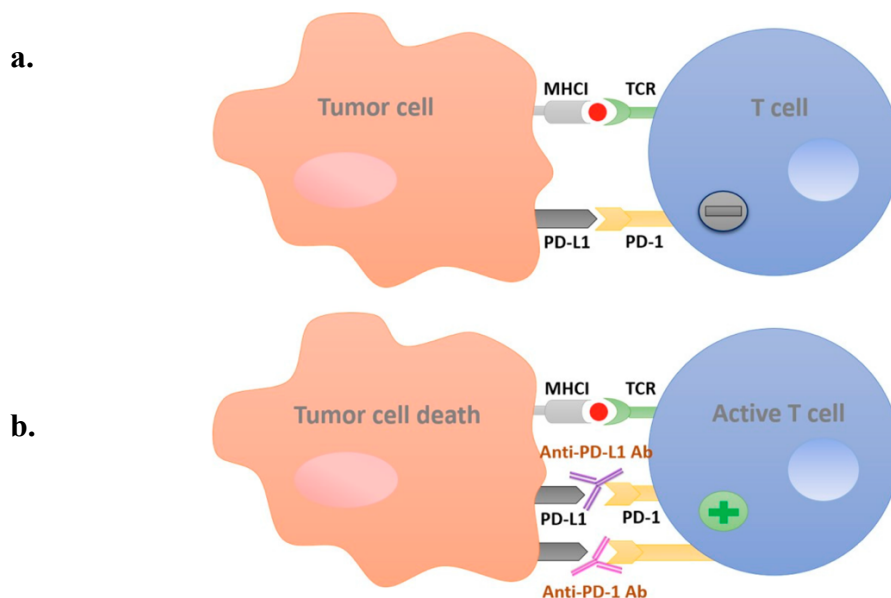 a.
MHCI TCR
Tumor cell
T cell
PD-L1 PD-1
b.
MHCI TCR
Tumor cell death
Active T cell
Anti-PD-L1 Ab
PD-L1 PD-1
Anti-PD-1 Ab